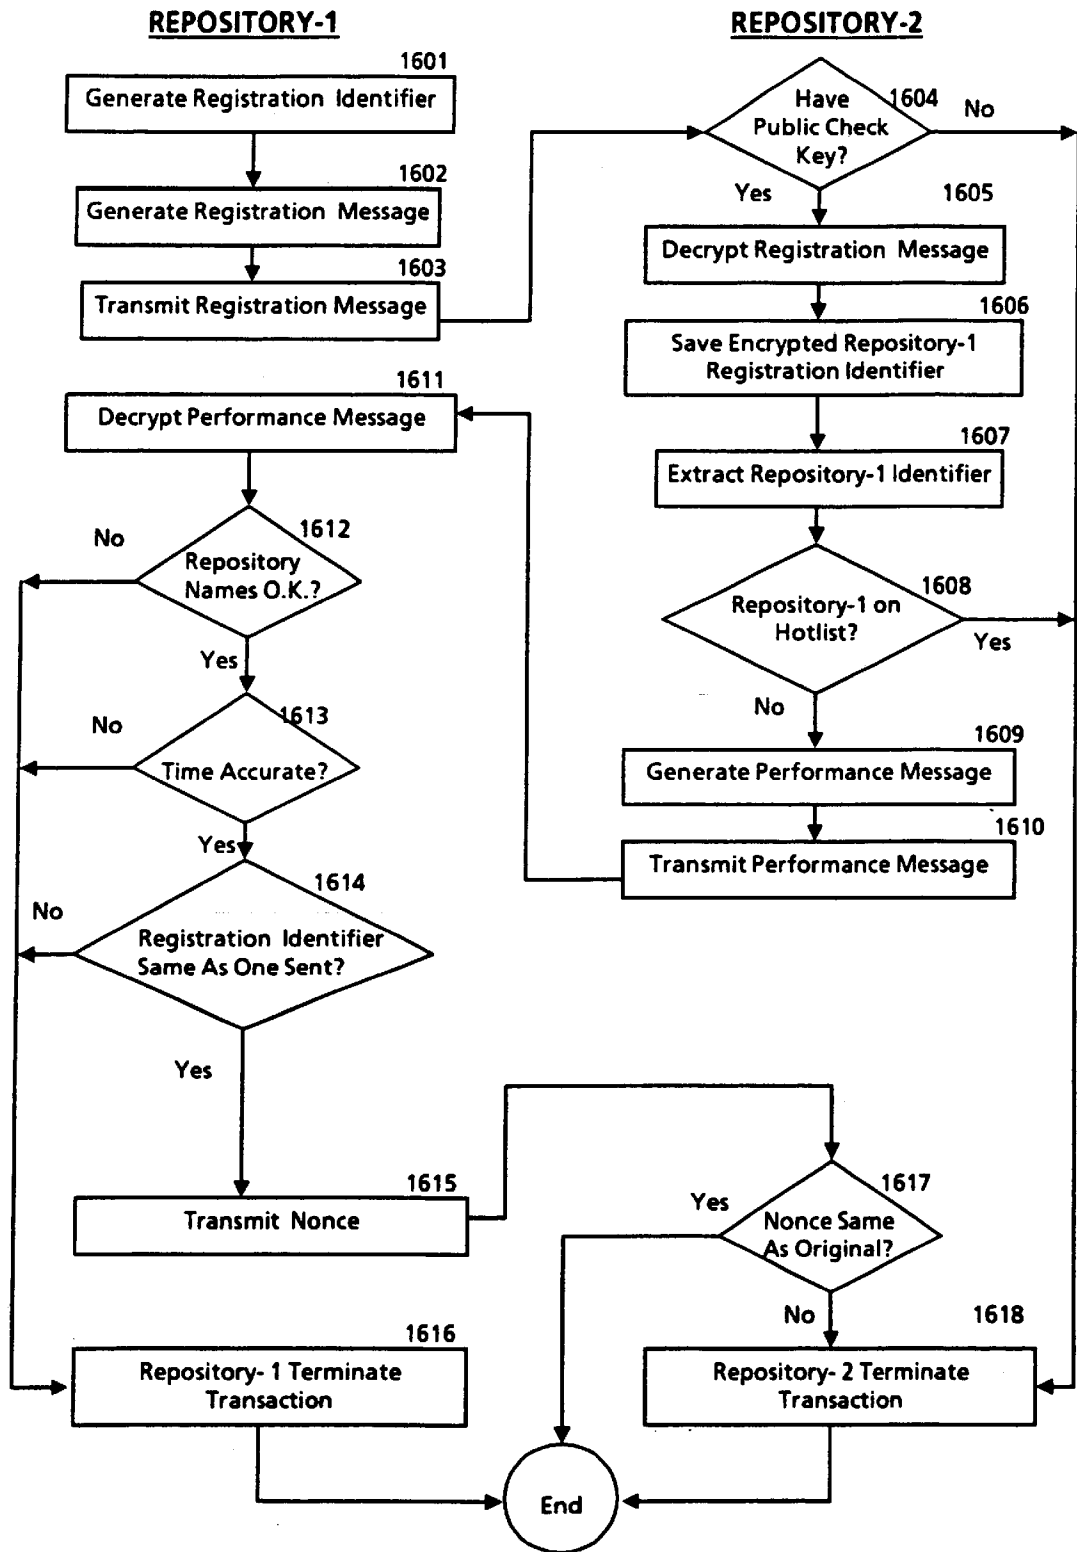 REPOSITORY-1
1601
Generate Registration Identifier
1602
Generate Registration Message
1603
Transmit Registration Message
1611
Decrypt Performance Message
No
1612
Repository
Names O.K.?
Yes
No
1613
Time Accurate?
Yes
1614
No
Registration Identifier
Same As One Sent?
Yes
1615
Transmit Nonce
1616
Repository- 1 Terminate
Transaction
REPOSITORY-2
1604
Have
Public Check
Key?
No
Yes
1605
Decrypt Registration Message
1606
Save Encrypted Repository-1
Registration Identifier
1607
Extract Repository-1 Identifier
1608
Repository-1 on
Hotlist?
Yes
No
1609
Generate Performance Message
1610
Transmit Performance Message
1617
Yes
Nonce Same
As Original?
No
1618
Repository- 2 Terminate
Transaction
End